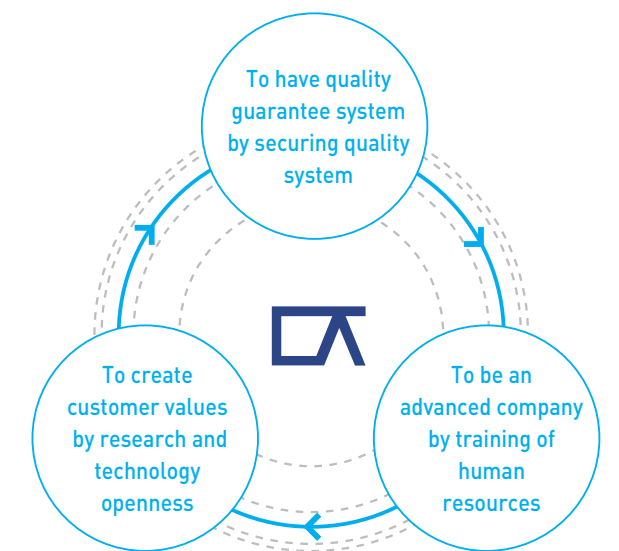 To have quality
guarantee system
by securing quality
system
To create
customer values
by research and
technology
openness
To be an
advanced company
by training of
human
resources